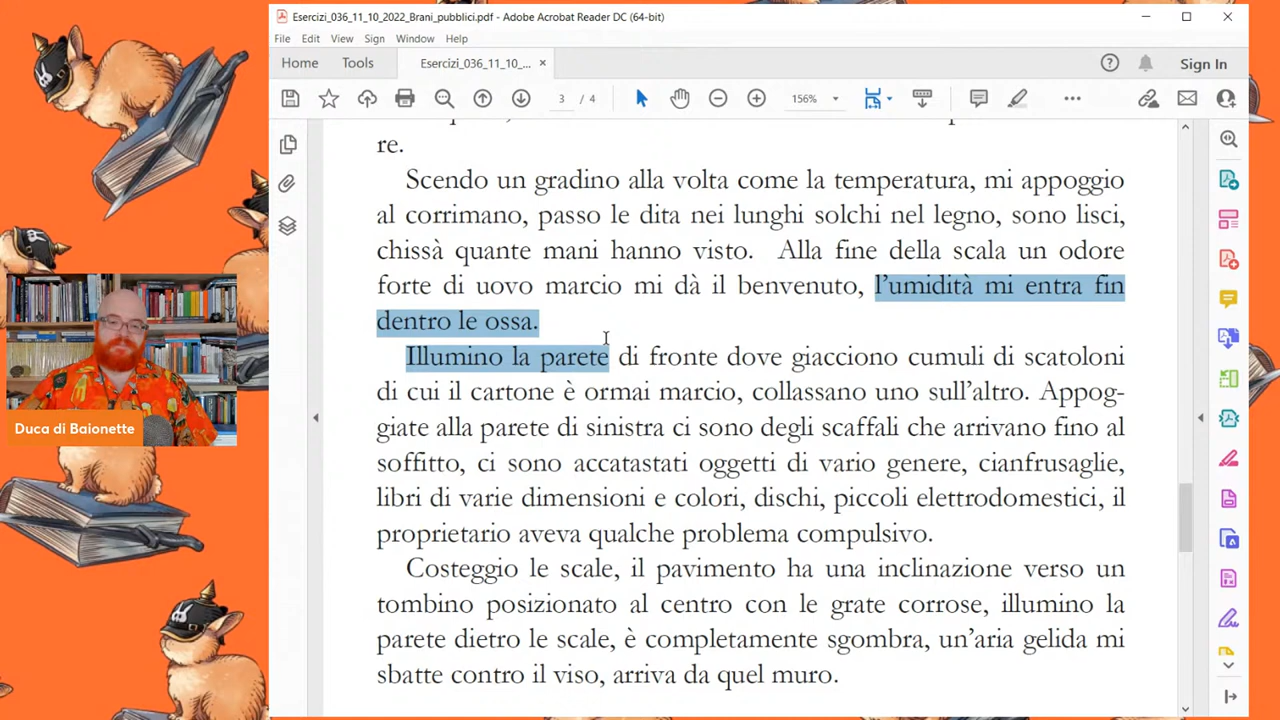 Esercizi_036_11_10_2022_Brani_pubblici.pdf - Adobe Acrobat Reader DC (64-bit)
File Edit View Sign Window Help
Home Tools Esercizi_036_11_10_... Sign In
3 / 4 156%
re.
Scendo un gradino alla volta come la temperatura, mi appoggio
al corrimano, passo le dita nei lunghi solchi nel legno, sono lisci,
chissà quante mani hanno visto. Alla fine della scala un odore
forte di uovo marcio mi dà il benvenuto, l'umidità mi entra fin
dentro le ossa.
Illumino la parete di fronte dove giacciono cumuli di scatoloni
di cui il cartone è ormai marcio, collassano uno sull'altro. Appog-
giate alla parete di sinistra ci sono degli scaffali che arrivano fino al
soffitto, ci sono accatastati oggetti di vario genere, cianfrusaglie,
libri di varie dimensioni e colori, dischi, piccoli elettrodomestici, il
proprietario aveva qualche problema compulsivo.
Costeggio le scale, il pavimento ha una inclinazione verso un
tombino posizionato al centro con le grate corrose, illumino la
parete dietro le scale, è completamente sgombra, un'aria gelida mi
sbatte contro il viso, arriva da quel muro.
Duca di Baionette